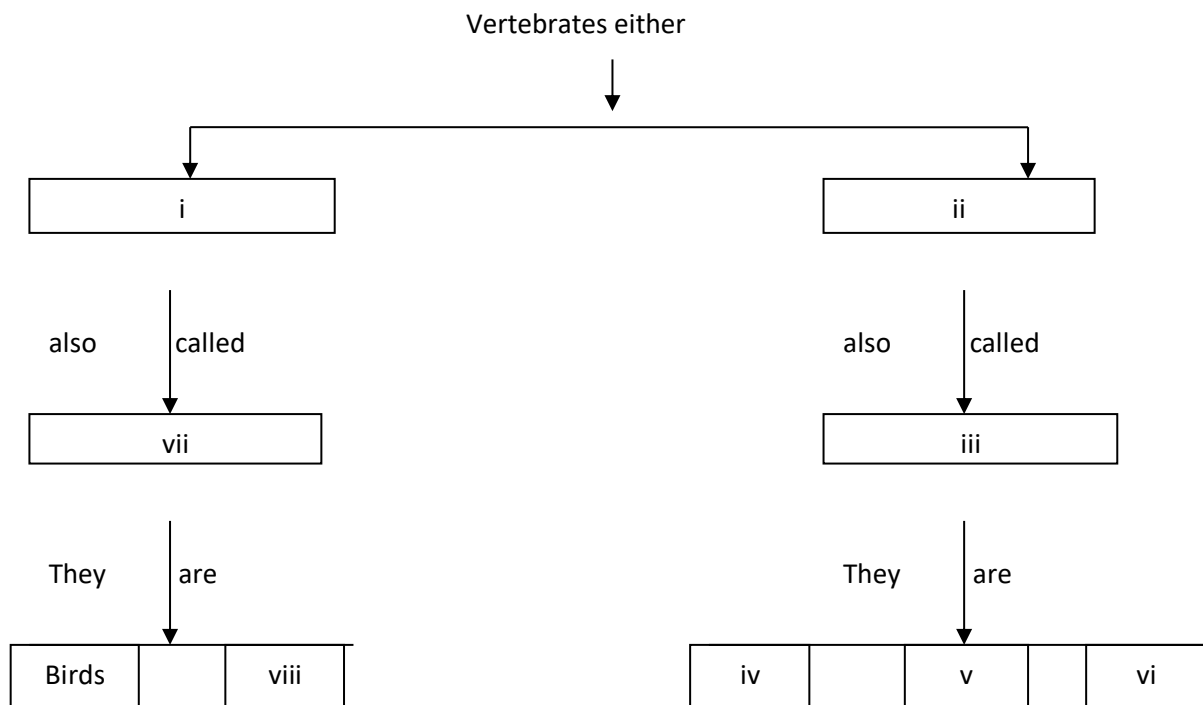 Vertebrates either
i ii
also called also called
vii iii
They are They are
Birds viii iv v vi